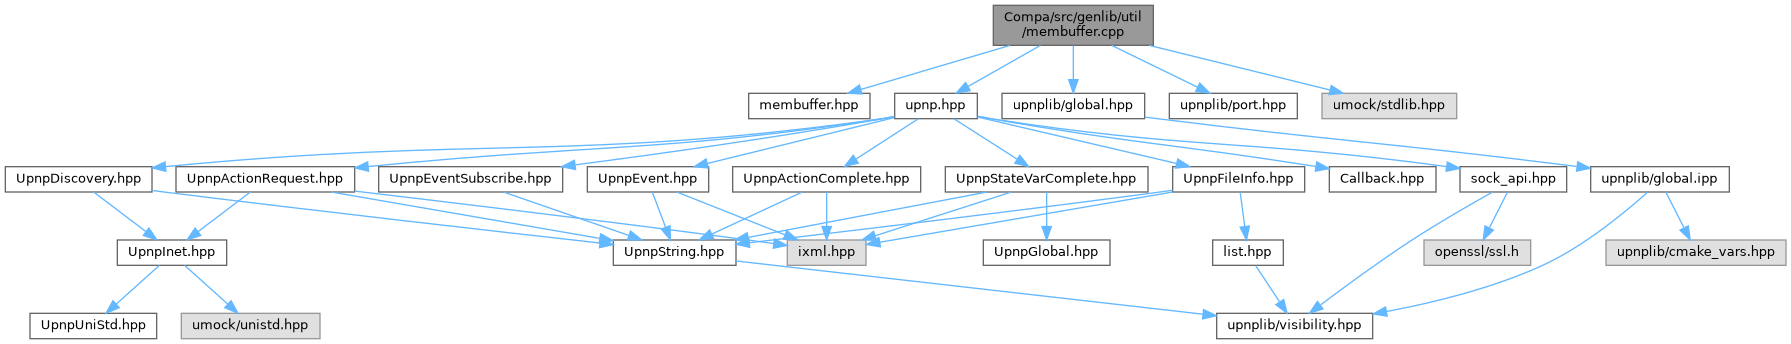 Compa/src/genlib/util
/membuffer.cpp
membuffer.hpp
upnp.hpp
upnplib/global.hpp
upnplib/port.hpp
umock/stdlib.hpp
UpnpDiscovery.hpp
UpnpActionRequest.hpp
UpnpEventSubscribe.hpp
UpnpEvent.hpp
UpnpActionComplete.hpp
UpnpStateVarComplete.hpp
UpnpFileInfo.hpp
Callback.hpp
sock_api.hpp
upnplib/global.ipp
UpnpInet.hpp
UpnpString.hpp
ixml.hpp
UpnpGlobal.hpp
list.hpp
openssl/ssl.h
upnplib/cmake_vars.hpp
UpnpUniStd.hpp
umock/unistd.hpp
upnplib/visibility.hpp